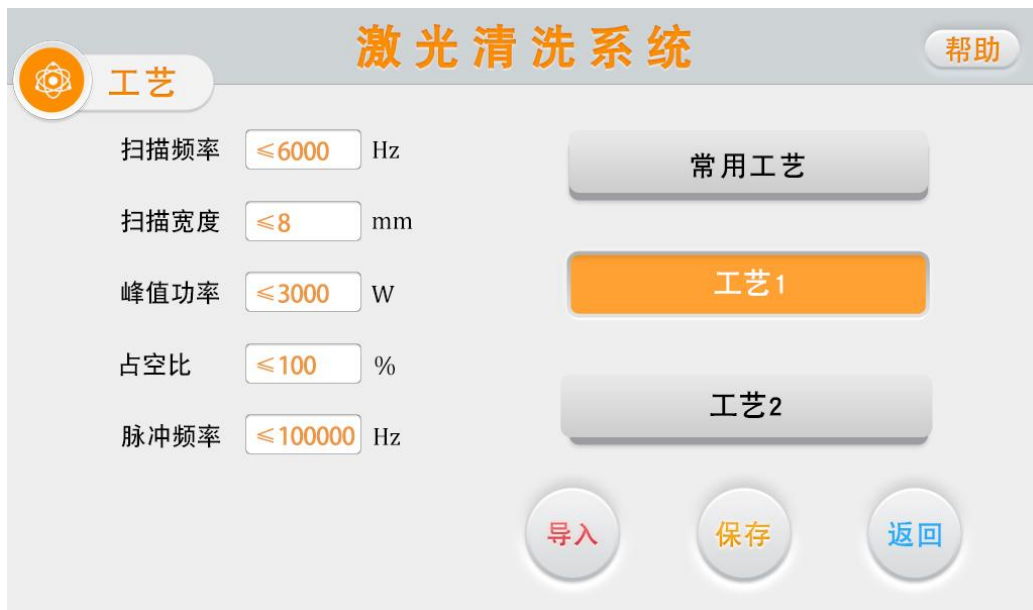 激光清洗系统
帮助
工艺
扫描频率 ≤6000 Hz
扫描宽度 ≤8 mm
峰值功率 ≤3000 W
占空比 ≤100 %
脉冲频率 ≤100000 Hz
常用工艺
工艺1
工艺2
导入
保存
返回